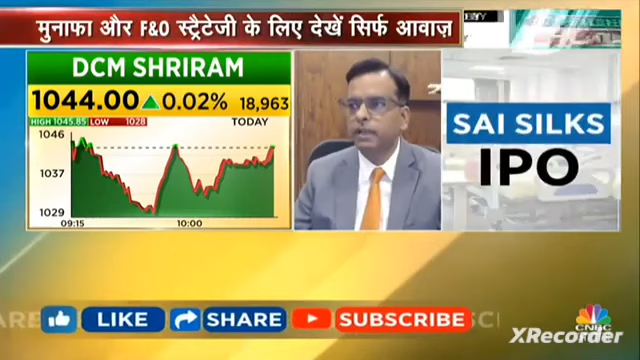 मुनाफा और F&O स्ट्रैटेजी के लिए देखें सिर्फ आवाज़
DCM SHRIRAM
1044.00 0.02% 18,963
HIGH 1045.85 LOW 1028 TODAY
1046
1037
1029
09:15 10:00
SAI SILKS
IPO
LIKE SHARE SUBSCRIBE
CNBC
XRecorder